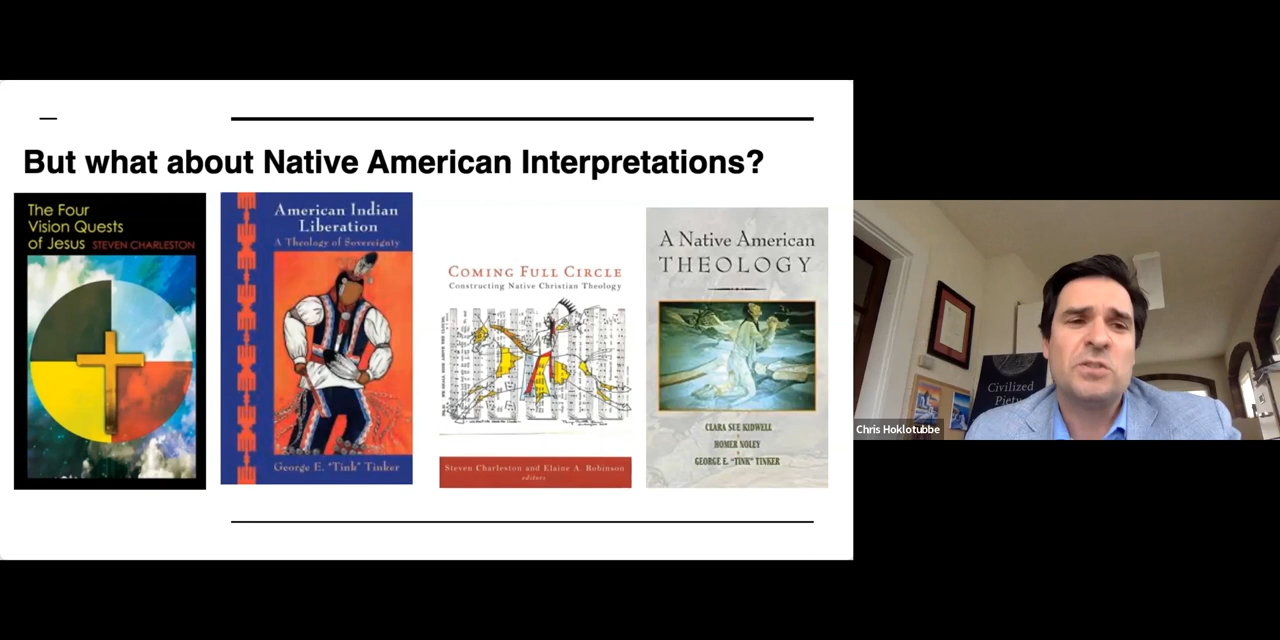 But what about Native American Interpretations?
The Four
Vision Quests
of Jesus STEVEN CHARLESTON
American Indian
Liberation
A Theology of Sovereignty
George E. "Tink" Tinker
COMING FULL CIRCLE
Constructing Native Christian Theology
Steven Charleston and Elaine A. Robinson
editors
A Native American
THEOLOGY
CLARA SUE KIDWELL
HOMER NOLEY
GEORGE E. "TINK" TINKER
Civilized
Piety
Chris Hoklotubbe